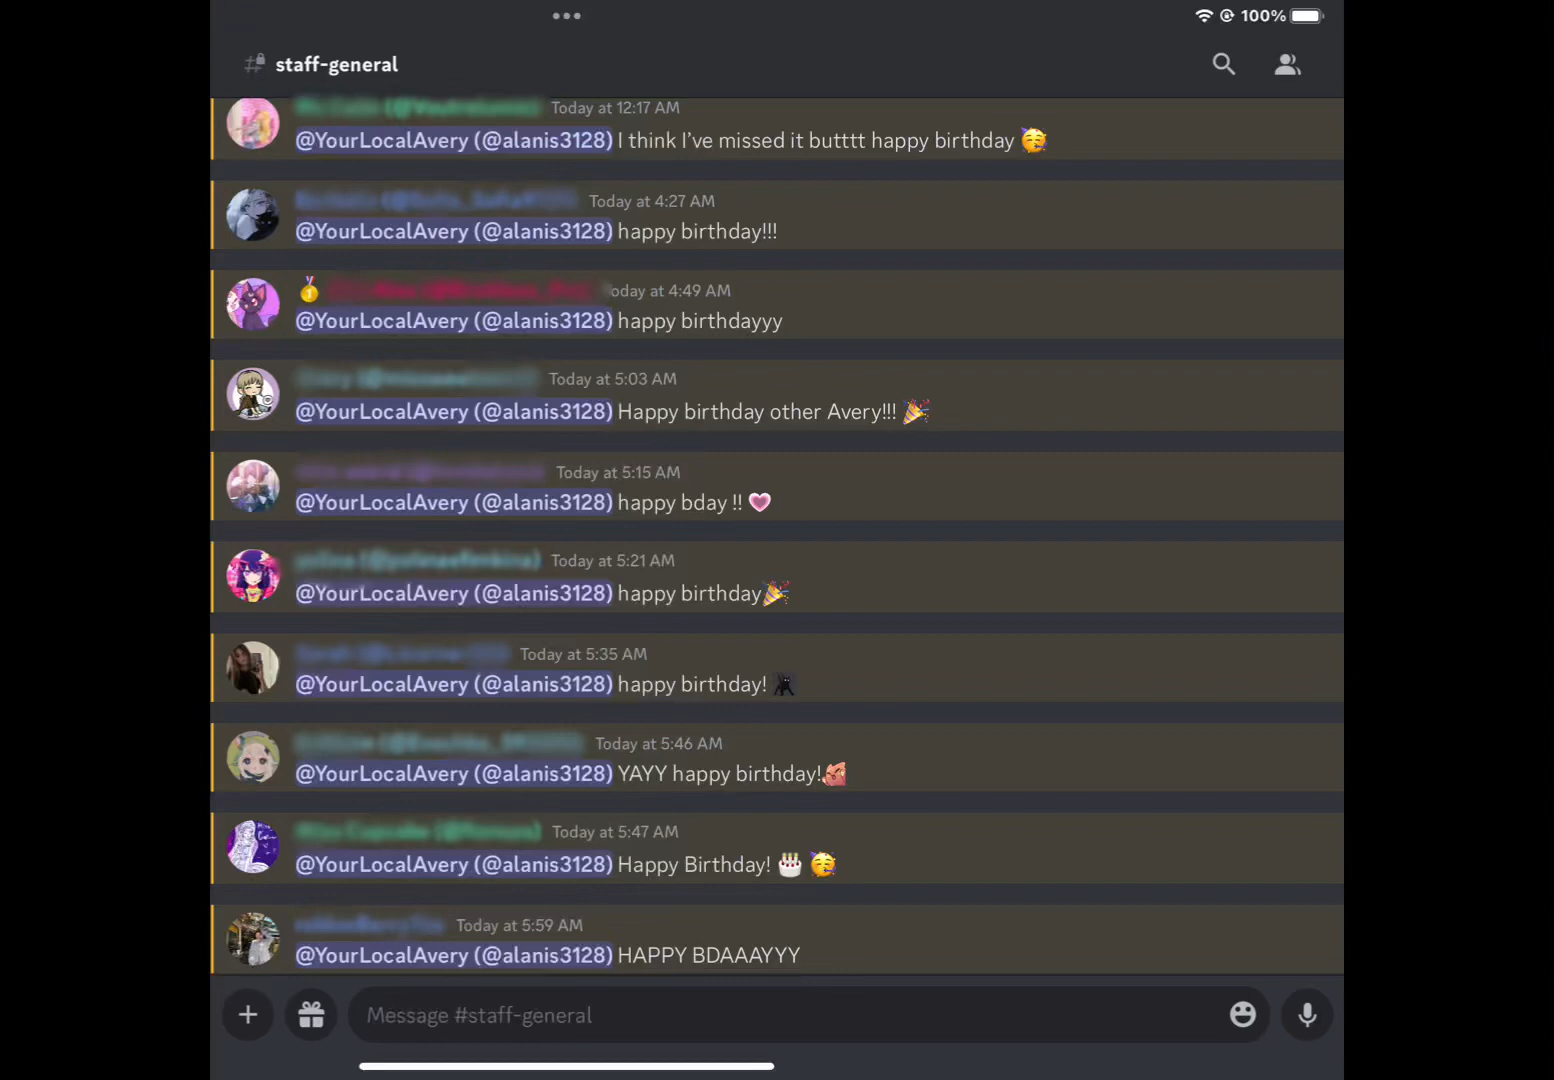 100%
staff-general
Today at 12:17 AM
@YourLocalAvery (@alanis3128) I think I've missed it butttt happy birthday 🥳
Today at 4:27 AM
@YourLocalAvery (@alanis3128) happy birthday!!!
oday at 4:49 AM
@YourLocalAvery (@alanis3128) happy birthdayyy
Today at 5:03 AM
@YourLocalAvery (@alanis3128) Happy birthday other Avery!!! 🎉
Today at 5:15 AM
@YourLocalAvery (@alanis3128) happy bday !! 💗
Today at 5:21 AM
@YourLocalAvery (@alanis3128) happy birthday🎉
Today at 5:35 AM
@YourLocalAvery (@alanis3128) happy birthday!
Today at 5:46 AM
@YourLocalAvery (@alanis3128) YAYY happy birthday!
Today at 5:47 AM
@YourLocalAvery (@alanis3128) Happy Birthday! 🎂 🥳
Today at 5:59 AM
@YourLocalAvery (@alanis3128) HAPPY BDAAAYYY
Message #staff-general